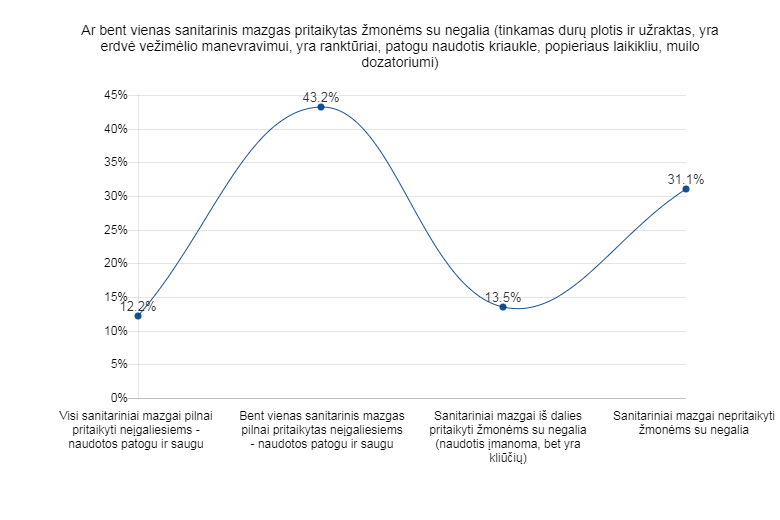 Ar bent vienas sanitarinis mazgas pritaikytas žmonėms su negalia (tinkamas durų plotis ir užraktas, yra
erdvė vežimėlio manevravimui, yra ranktūriai, patogu naudotis kriaukle, popieriaus laikikliu, muilo
dozatoriumi)
45%
43.2%
40%
35%
31.1%
30%
25%
20%
15%
12.2%
13.5%
10%
5%
0%
Visi sanitariniai mazgai pilnai
pritaikyti neįgaliesiems -
naudotos patogu ir saugu
Bent vienas sanitarinis mazgas
pilnai pritaikytas neįgaliesiems
- naudotos patogu ir saugu
Sanitariniai mazgai iš dalies
pritaikyti žmonėms su negalia
(naudotis įmanoma, bet yra
kliūčių)
Sanitariniai mazgai nepritaikyti
žmonėms su negalia